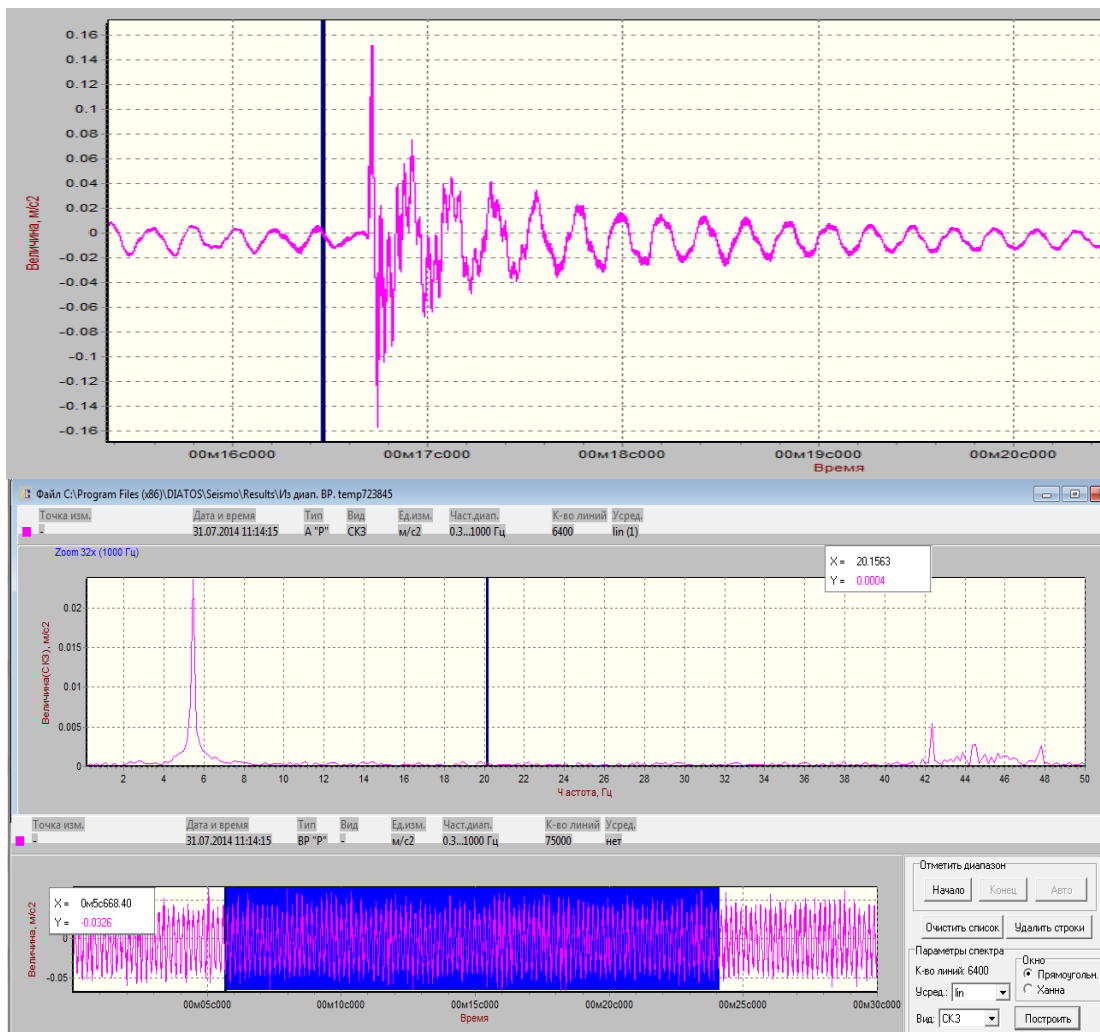 0.16
0.14
0.12
0.1
0.08
0.06
0.04
0.02
0
-0.02
-0.04
-0.06
-0.08
-0.1
-0.12
-0.14
-0.16
Величина, м/с2
00м16с000 00м17с000 00м18с000 00м19с000 00м20с000
Время
Файл C:\Program Files (x86)\DIATOS\Seismo\Results\Из диап. ВР. temp723845
Точка изм. Дата и время Тип Вид Ед.изм. Част.диап. К-во линий Усред.
- 31.07.2014 11:14:15 А "Р" СКЗ м/с2 0.3...1000 Гц 6400 lin (1)
Zoom 32x (1000 Гц)
X = 20.1563
Y = 0.0004
0.02
0.015
0.01
0.005
0
Величина(СКЗ), м/с2
2 4 6 8 10 12 14 16 18 20 22 24 26 28 30 32 34 36 38 40 42 44 46 48 50
Частота, Гц
Точка изм. Дата и время Тип Вид Ед.изм. Част.диап. К-во линий Усред.
- 31.07.2014 11:14:15 ВР "Р" - м/с2 0.3...1000 Гц 75000 нет
X = 0м5с668.40
Y = -0.0326
0
-0.05
Величина, м/с2
00м05с000 00м10с000 00м15с000 00м20с000 00м25с000 00м30с000
Время
Отметить диапазон
Начало Конец Авто
Очистить список Удалить строки
Параметры спектра
К-во линий: 6400
Усред.: lin
Вид: СКЗ
Окно
Прямоугольн.
Ханна
Построить